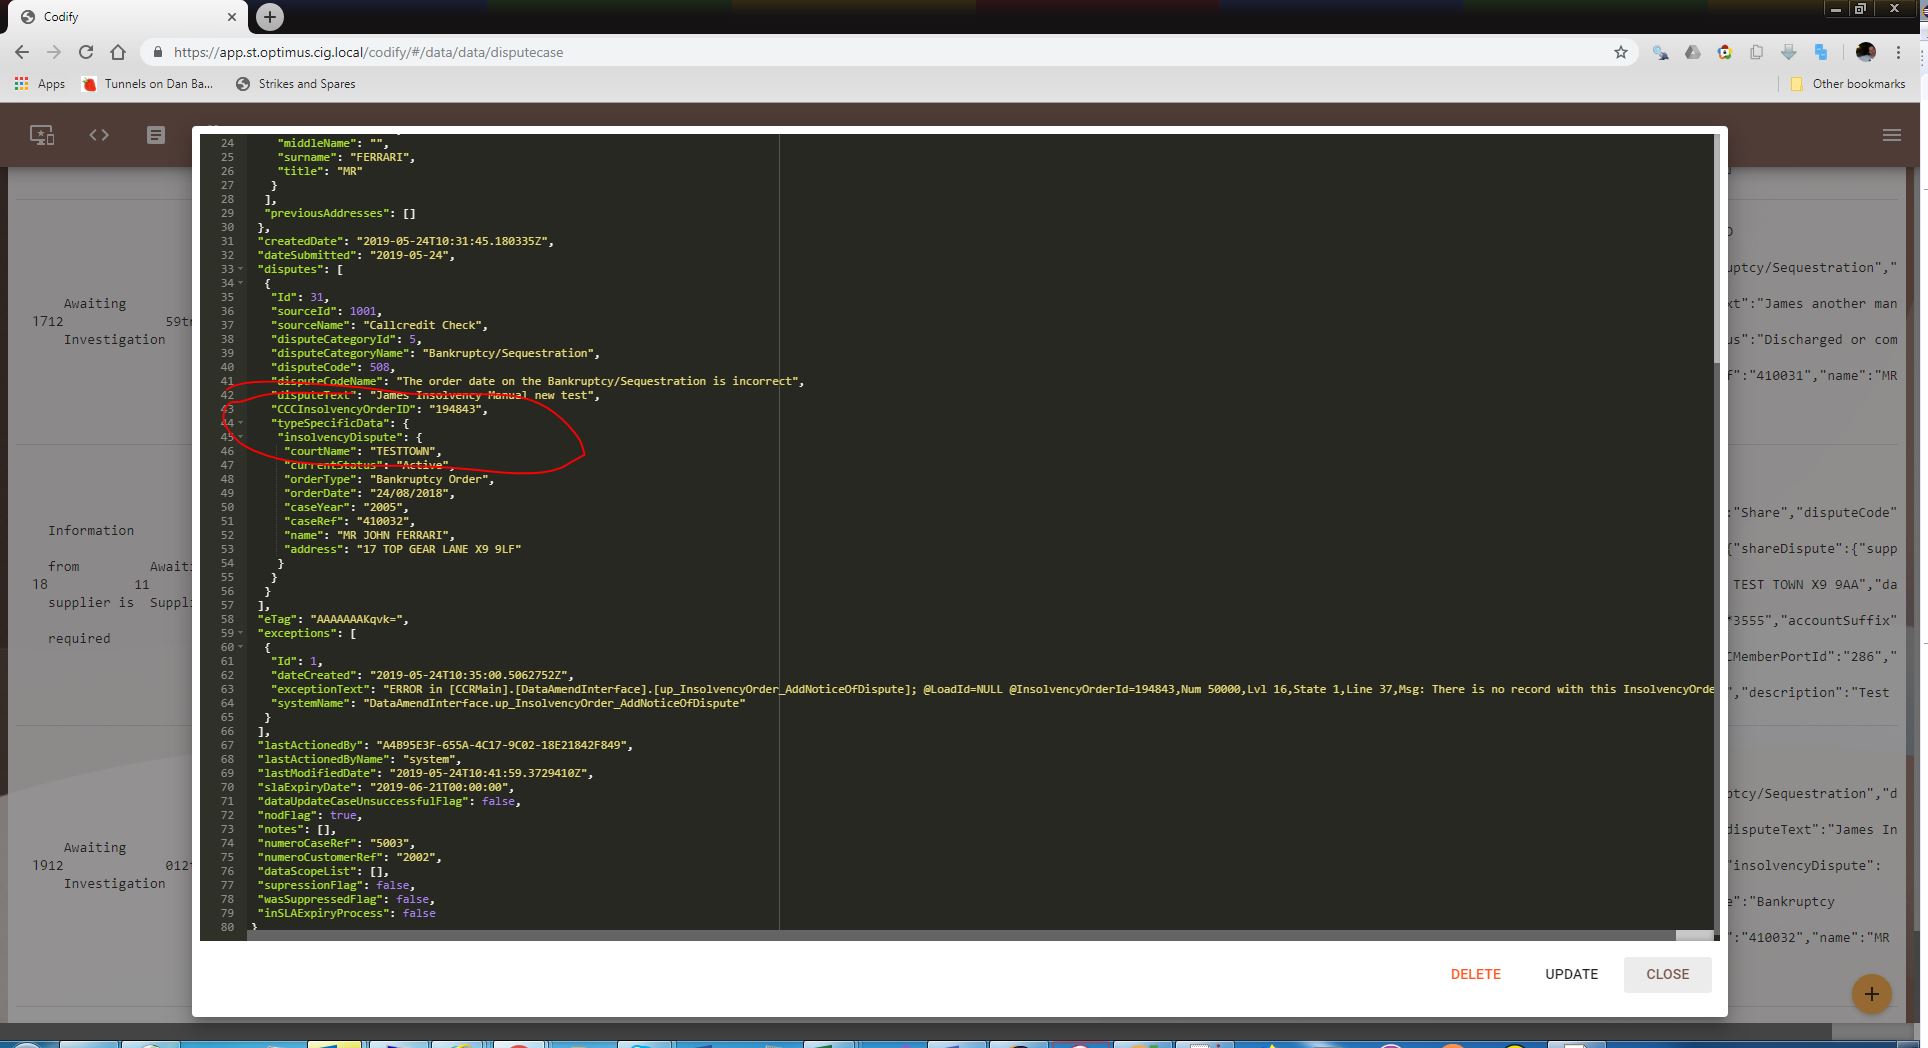 Codify
https://app.st.optimus.cig.local/codify/#/data/data/disputecase
Apps
Tunnels on Dan Ba...
Strikes and Spares
Other bookmarks
24 "middleName": "",
25 "surname": "FERRARI",
26 "title": "MR"
27 }
28 ],
29 "previousAddresses": []
30 },
31 "createdDate": "2019-05-24T10:31:45.180335Z",
32 "dateSubmitted": "2019-05-24",
33 "disputes": [
34 {
35 "Id": 31,
36 "sourceId": 1001,
37 "sourceName": "Callcredit Check",
38 "disputeCategoryId": 5,
39 "disputeCategoryName": "Bankruptcy/Sequestration",
40 "disputeCode": 508,
41 "disputeCodeName": "The order date on the Bankruptcy/Sequestration is incorrect",
42 "disputeText": "James Insolvency Manual new test",
43 "CCCInsolvencyOrderID": "194843",
44 "typeSpecificData": {
45 "insolvencyDispute": {
46 "courtName": "TESTTOWN",
47 "currentStatus": "Active",
48 "orderType": "Bankruptcy Order",
49 "orderDate": "24/08/2018",
50 "caseYear": "2005",
51 "caseRef": "410032",
52 "name": "MR JOHN FERRARI",
53 "address": "17 TOP GEAR LANE X9 9LF"
54 }
55 }
56 }
57 ],
58 "eTag": "AAAAAAAKqvk=",
59 "exceptions": [
60 {
61 "Id": 1,
62 "dateCreated": "2019-05-24T10:35:00.5062752Z",
63 "exceptionText": "ERROR in [CCRMain].[DataAmendInterface].[up_InsolvencyOrder_AddNoticeOfDispute]; @LoadId=NULL @InsolvencyOrderId=194843,Num 50000,Lvl 16,State 1,Line 37,Msg: There is no record with this InsolvencyOrde
64 "systemName": "DataAmendInterface.up_InsolvencyOrder_AddNoticeOfDispute"
65 }
66 ],
67 "lastActionedBy": "A4B95E3F-655A-4C17-9C02-18E21842F849",
68 "lastActionedByName": "system",
69 "lastModifiedDate": "2019-05-24T10:41:59.3729410Z",
70 "slaExpiryDate": "2019-06-21T00:00:00",
71 "dataUpdateCaseUnsuccessfulFlag": false,
72 "nodFlag": true,
73 "notes": [],
74 "numeroCaseRef": "5003",
75 "numeroCustomerRef": "2002",
76 "dataScopeList": [],
77 "supressionFlag": false,
78 "wasSuppressedFlag": false,
79 "inSLAExpiryProcess": false
80 }
DELETE
UPDATE
CLOSE
Awaiting
1712 59t
Investigation
Information
from Awaiti
18 11
supplier is Suppli
required
Awaiting
1912 012
Investigation
uptcy/Sequestration","
xt":"James another man
us":"Discharged or com
f":"410031","name":"MR
:"Share","disputeCode"
{"shareDispute":{"supp
TEST TOWN X9 9AA","da
*3555","accountSuffix"
CMemberPortId":"286","
","description":"Test
ptcy/Sequestration","d
disputeText":"James In
"insolvencyDispute":
e":"Bankruptcy
":"410032","name":"MR